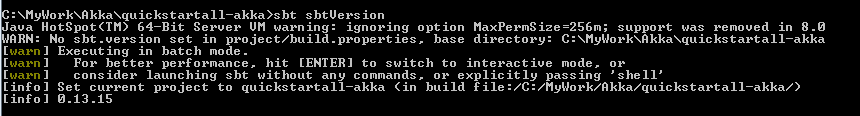 C:\MyWork\Akka\quickstartall-akka>sbt sbtVersion
Java HotSpot(TM) 64-Bit Server VM warning: ignoring option MaxPermSize=256m; support was removed in 8.0
WARN: No sbt.version set in project/build.properties, base directory: C:\MyWork\Akka\quickstartall-akka
[warn] Executing in batch mode.
[warn]   For better performance, hit [ENTER] to switch to interactive mode, or
[warn]   consider launching sbt without any commands, or explicitly passing 'shell'
[info] Set current project to quickstartall-akka (in build file:/C:/MyWork/Akka/quickstartall-akka/)
[info] 0.13.15